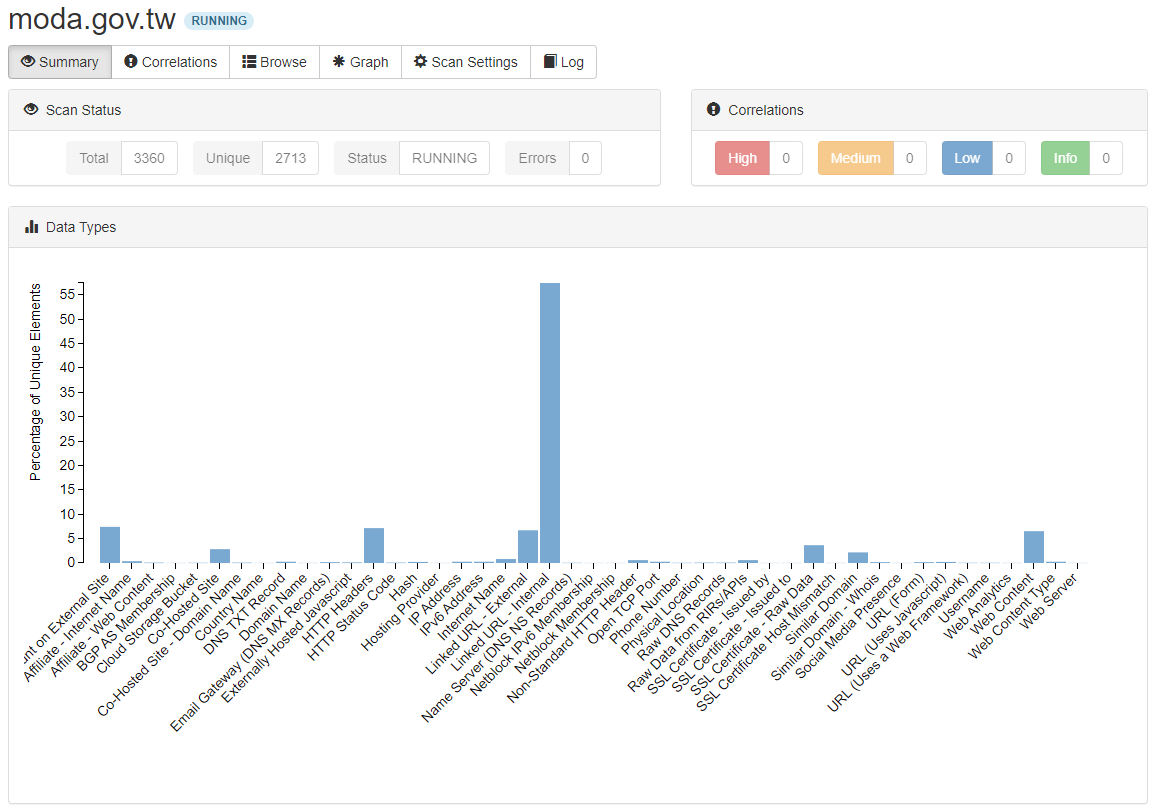 moda.gov.tw RUNNING
Summary Correlations Browse Graph Scan Settings Log
Scan Status
Total 3360 Unique 2713 Status RUNNING Errors 0
Correlations
High 0 Medium 0 Low 0 Info 0
Data Types
Percentage of Unique Elements
55
50
45
40
35
30
25
20
15
10
5
0
on External Site
Affiliate - Internet Name
Affiliate - Web Content
BGP AS Membership
Cloud Storage Bucket
Co-Hosted Site
Co-Hosted Site - Domain Name
Country Name
DNS TXT Record
Domain Name
Email Gateway (DNS MX Records)
Externally Hosted Javascript
HTTP Headers
HTTP Status Code
Hash
Hosting Provider
IP Address
IPv6 Address
Internet Name
Linked URL - External
Linked URL - Internal
Name Server (DNS NS Records)
Netblock IPv6 Membership
Netblock Membership
Non-Standard HTTP Header
Open TCP Port
Phone Number
Physical Location
Raw DNS Records
Raw Data from RIRs/APIs
SSL Certificate - Issued by
SSL Certificate - Issued to
SSL Certificate - Raw Data
SSL Certificate Host Mismatch
Similar Domain
Similar Domain - Whois
Social Media Presence
URL (Form)
URL (Uses Javascript)
URL (Uses a Web Framework)
Username
Web Analytics
Web Content
Web Content Type
Web Server